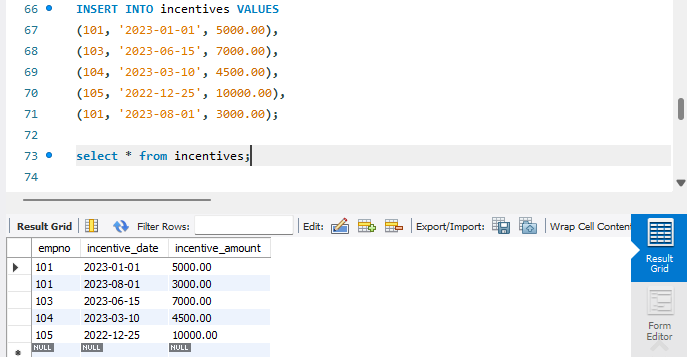 66 INSERT INTO incentives VALUES
67 (101, '2023-01-01', 5000.00),
68 (103, '2023-06-15', 7000.00),
69 (104, '2023-03-10', 4500.00),
70 (105, '2022-12-25', 10000.00),
71 (101, '2023-08-01', 3000.00);
72
73 select * from incentives;
74
Result Grid Filter Rows: Edit: Export/Import: Wrap Cell Conten
empno incentive_date incentive_amount
101 2023-01-01 5000.00
101 2023-08-01 3000.00
103 2023-06-15 7000.00
104 2023-03-10 4500.00
105 2022-12-25 10000.00
NULL NULL NULL
Result
Grid
Form
Editor